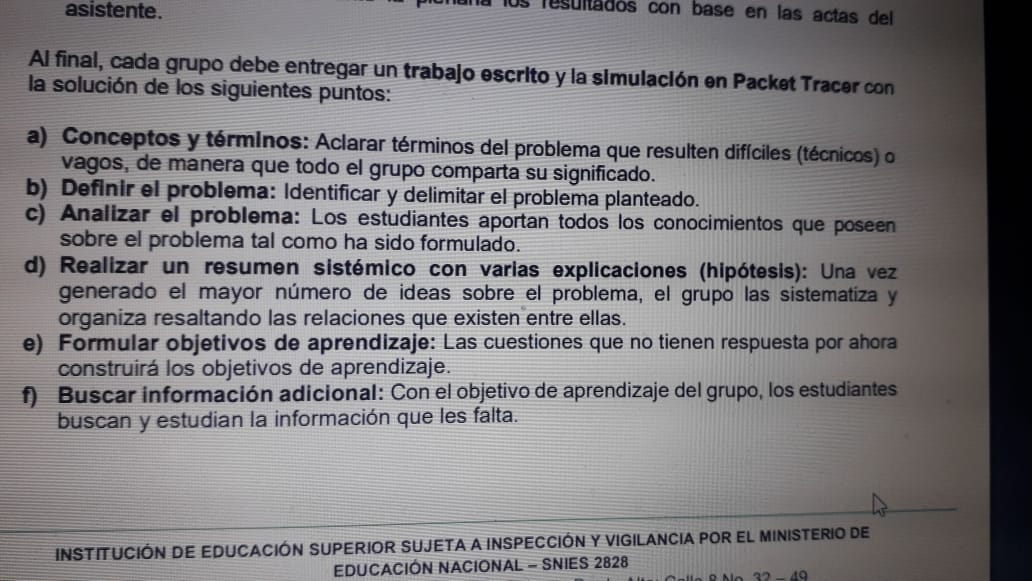 los resultados con base en las actas del
asistente.
Al final, cada grupo debe entregar un trabajo escrito y la simulación en Packet Tracer con
la solución de los siguientes puntos:
a) Conceptos y términos: Aclarar términos del problema que resulten difíciles (técnicos) o
vagos, de manera que todo el grupo comparta su significado.
b) Definir el problema: Identificar y delimitar el problema planteado.
c) Analizar el problema: Los estudiantes aportan todos los conocimientos que poseen
sobre el problema tal como ha sido formulado.
d) Realizar un resumen sistémico con varias explicaciones (hipótesis): Una vez
generado el mayor número de ideas sobre el problema, el grupo las sistematiza y
organiza resaltando las relaciones que existen entre ellas.
e) Formular objetivos de aprendizaje: Las cuestiones que no tienen respuesta por ahora
construirá los objetivos de aprendizaje.
f) Buscar información adicional: Con el objetivo de aprendizaje del grupo, los estudiantes
buscan y estudian la información que les falta.
INSTITUCIÓN DE EDUCACIÓN SUPERIOR SUJETA A INSPECCIÓN Y VIGILANCIA POR EL MINISTERIO DE
EDUCACIÓN NACIONAL – SNIES 2828
Calle 8 No. 32 – 49